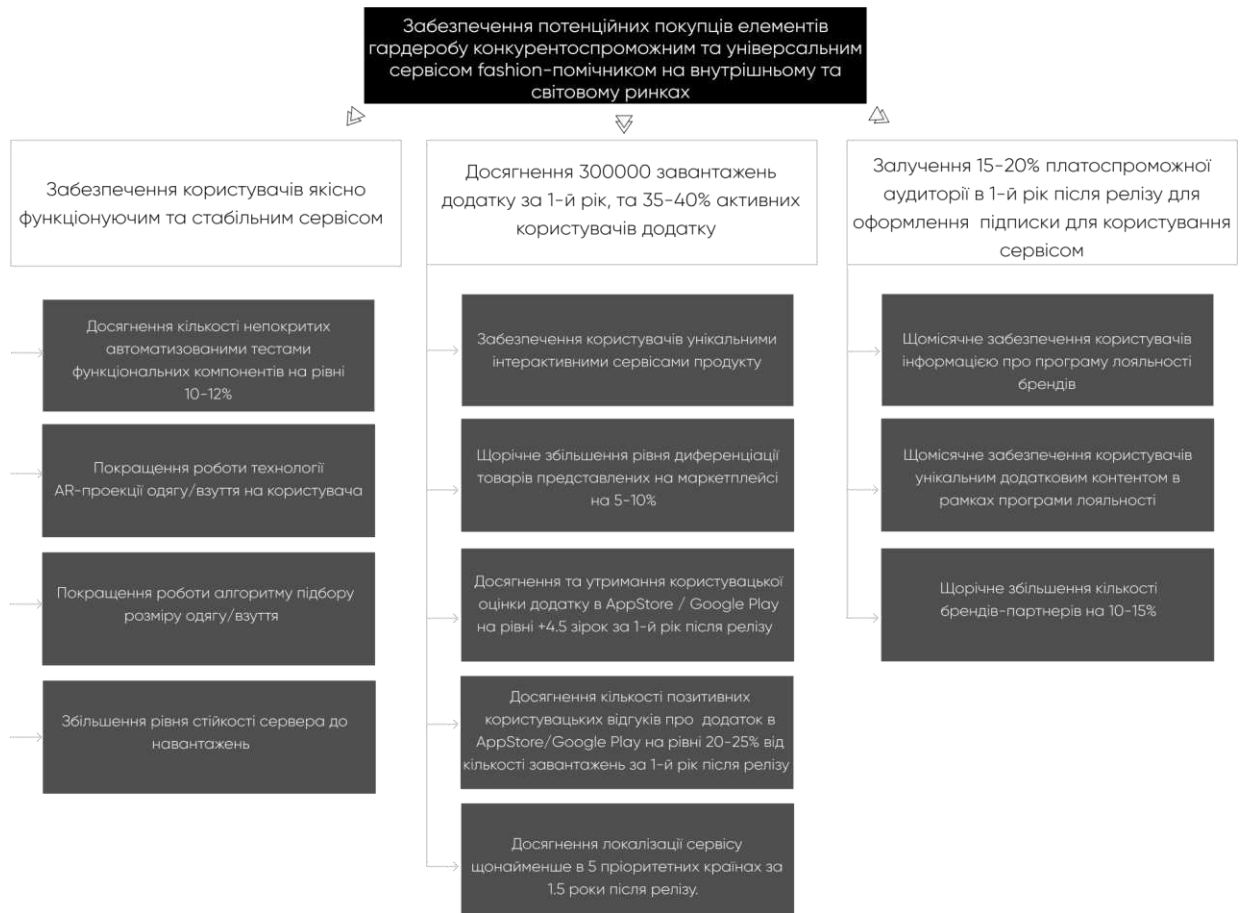 Забезпечення потенційних покупців елементів
гардеробу конкурентоспроможним та універсальним
сервісом fashion-помічником на внутрішньому та
світовому ринках
Забезпечення користувачів якісно
функціонуючим та стабільним сервісом
Досягнення кількості непокритих
автоматизованими тестами
функціональних компонентів на рівні
10-12%
Покращення роботи технології
AR-проекції одягу/взуття на користувача
Покращення роботи алгоритму підбору
розміру одягу/взуття
Збільшення рівня стійкості сервера до
навантажень
Досягнення 300000 завантажень
додатку за 1-й рік, та 35-40% активних
користувачів додатку
Забезпечення користувачів унікальними
інтерактивними сервісами продукту
Щорічне збільшення рівня диференціації
товарів представлених на маркетплейсі
на 5-10%
Досягнення та утримання користувацької
оцінки додатку в AppStore / Google Play
на рівні +4.5 зірок за 1-й рік після релізу
Досягнення кількості позитивних
користувацьких відгуків про додаток в
AppStore/Google Play на рівні 20-25% від
кількості завантажень за 1-й рік після релізу
Досягнення локалізації сервісу
щонайменше в 5 пріоритетних країнах за
1.5 роки після релізу.
Залучення 15-20% платоспроможної
аудиторії в 1-й рік після релізу для
оформлення підписки для користування
сервісом
Щомісячне забезпечення користувачів
інформацією про програму лояльності
брендів
Щомісячне забезпечення користувачів
унікальним додатковим контентом в
рамках програми лояльності
Щорічне збільшення кількості
брендів-партнерів на 10-15%